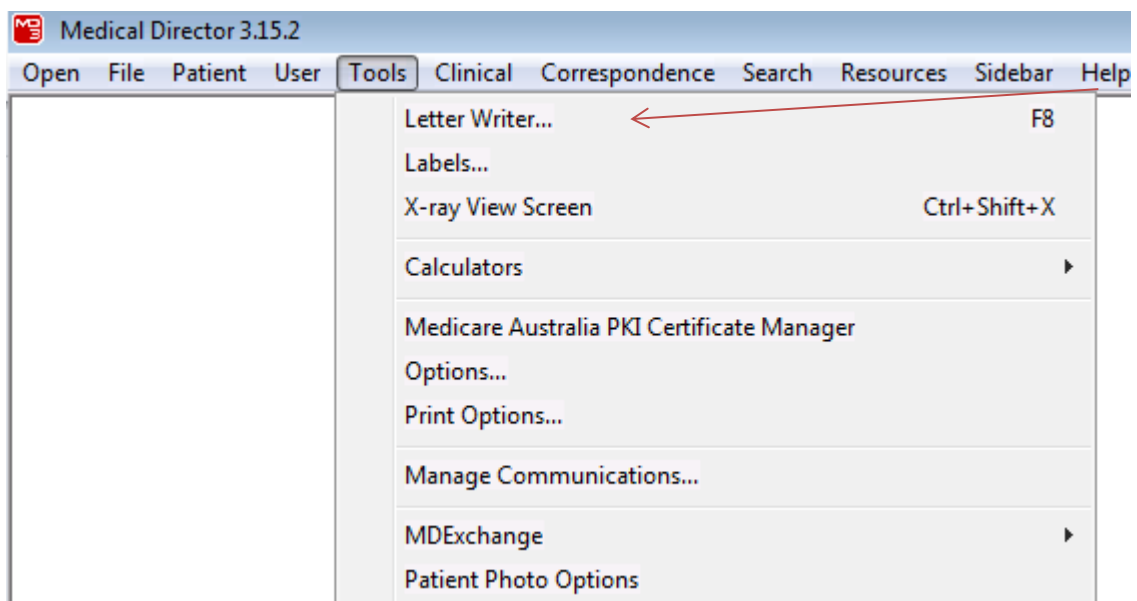 Medical Director 3.15.2
Open File Patient User Tools Clinical Correspondence Search Resources Sidebar Help
Letter Writer... F8
Labels...
X-ray View Screen Ctrl+Shift+X
Calculators
Medicare Australia PKI Certificate Manager
Options...
Print Options...
Manage Communications...
MDExchange
Patient Photo Options